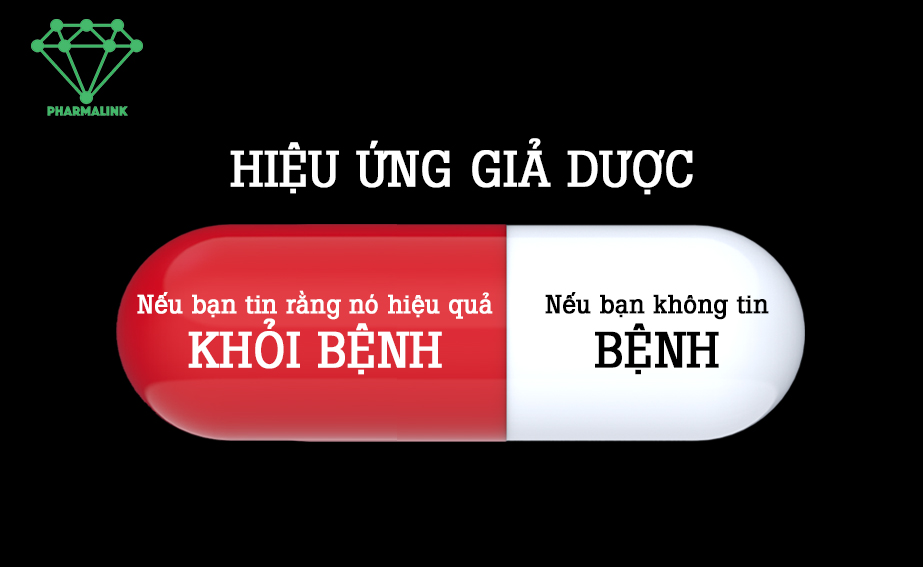 PHARMALINK
HIỆU ỨNG GIẢ DƯỢC
Nếu bạn tin rằng nó hiệu quả
KHỎI BỆNH
Nếu bạn không tin
BỆNH